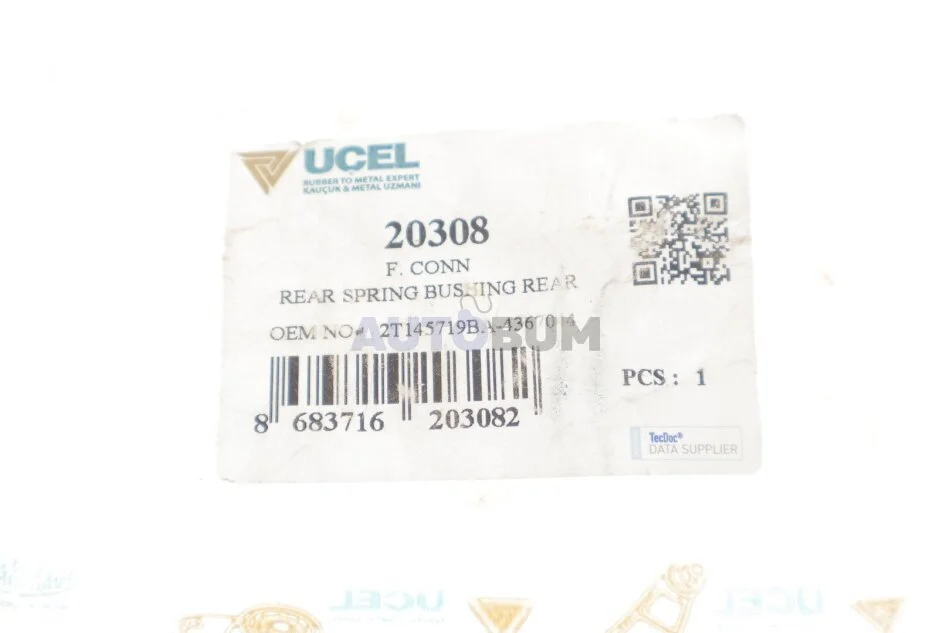 UCEL
RUBBER TO METAL EXPERT
KAUÇUK & METAL UZMANI
20308
F. CONN
REAR SPRING BUSHING REAR
OEM NO# 2T145719BA-4367014
AUTOBUM
8 683716 203082
PCS : 1
TecDoc®
DATA SUPPLIER
UCEL
UCEL